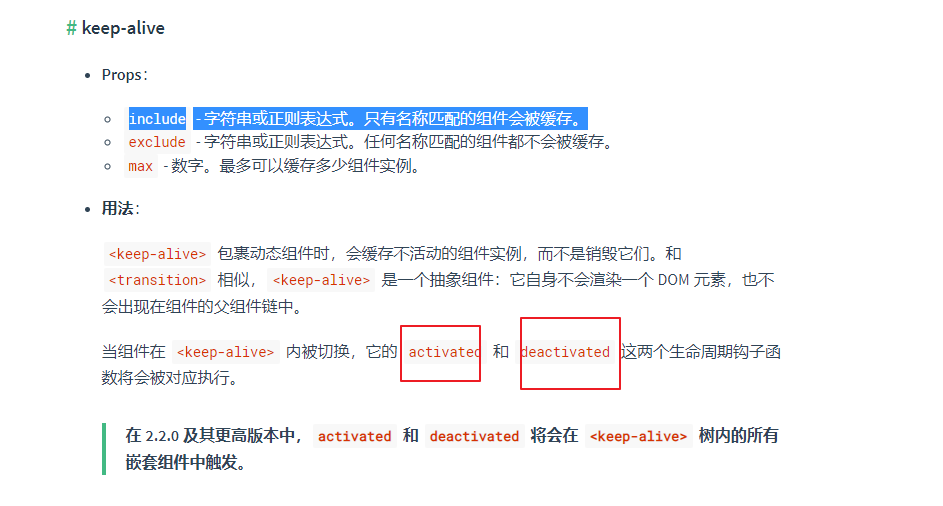 # keep-alive
Props：
include - 字符串或正则表达式。只有名称匹配的组件会被缓存。
exclude - 字符串或正则表达式。任何名称匹配的组件都不会被缓存。
max - 数字。最多可以缓存多少组件实例。
用法：
<keep-alive> 包裹动态组件时，会缓存不活动的组件实例，而不是销毁它们。和
<transition> 相似，<keep-alive> 是一个抽象组件：它自身不会渲染一个 DOM 元素，也不
会出现在组件的父组件链中。
当组件在 <keep-alive> 内被切换，它的 activated 和 deactivated 这两个生命周期钩子函
数将会被对应执行。
在 2.2.0 及其更高版本中，activated 和 deactivated 将会在 <keep-alive> 树内的所有
嵌套组件中触发。